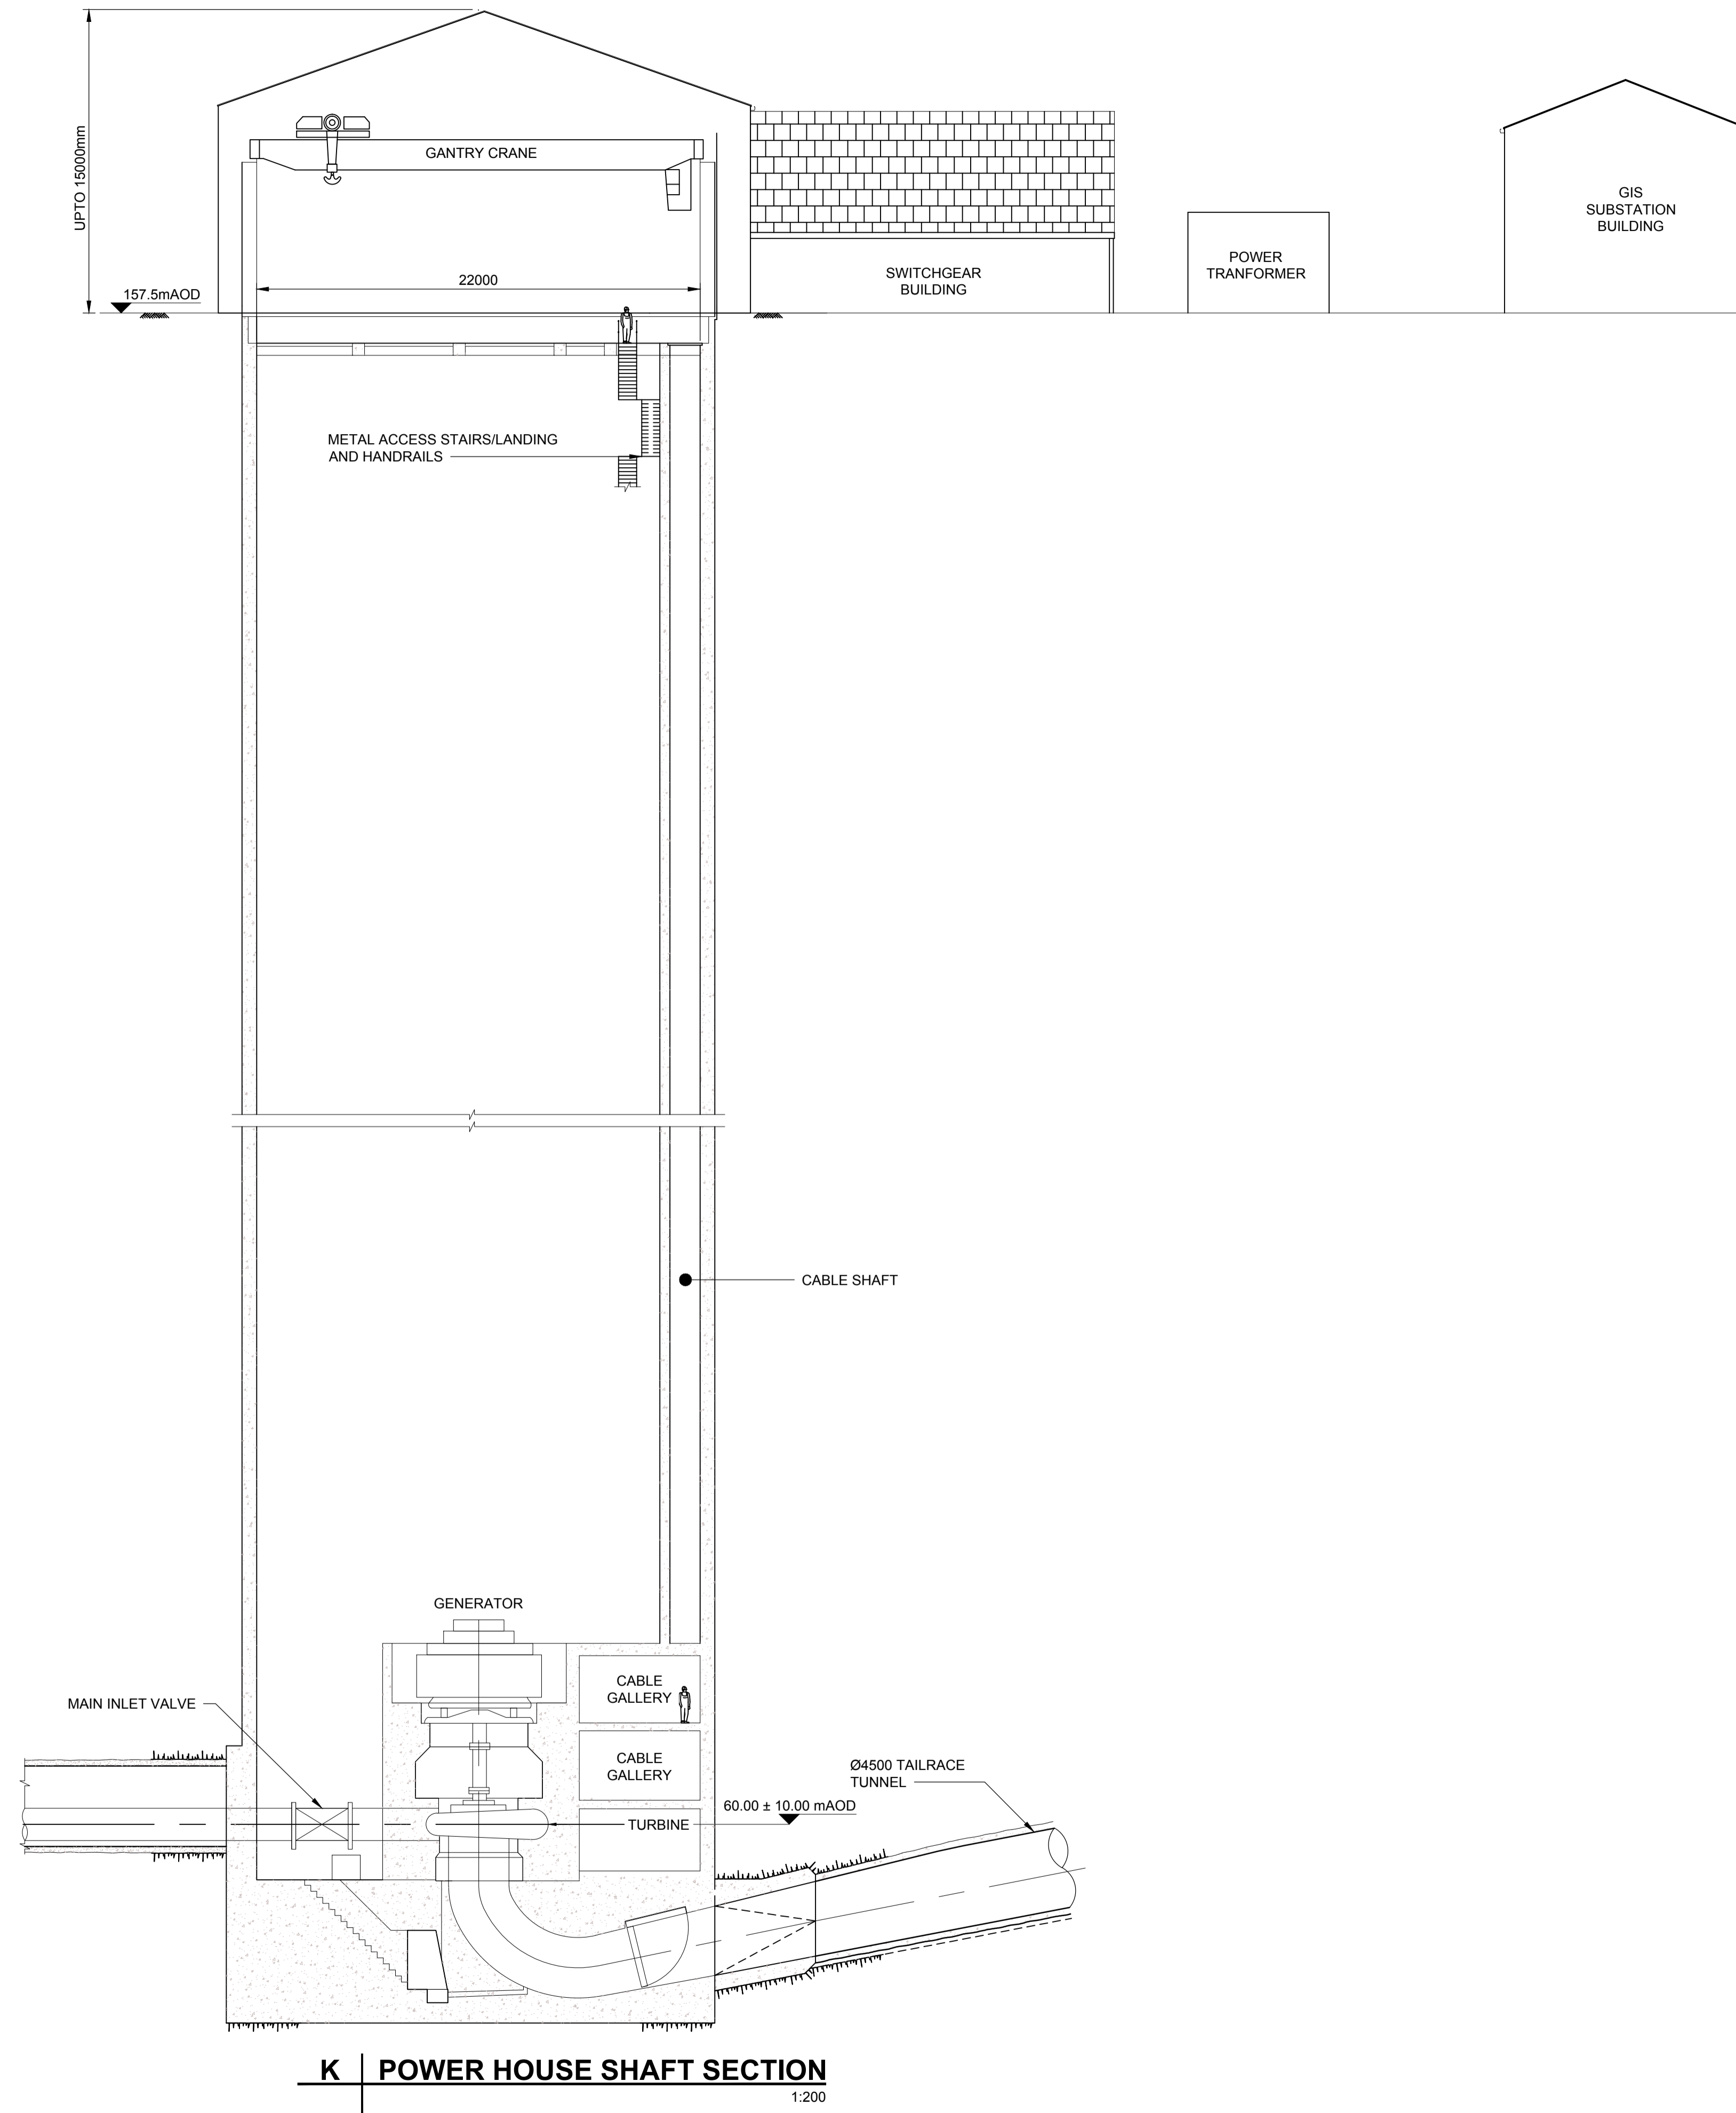 UPTO 15000mm
GANTRY CRANE
GIS
SUBSTATION
BUILDING
POWER
TRANFORMER
SWITCHGEAR
BUILDING
22000
157.5mAOD
METAL ACCESS STAIRS/LANDING
AND HANDRAILS
CABLE SHAFT
GENERATOR
CABLE
GALLERY
MAIN INLET VALVE
CABLE
GALLERY
Ø4500 TAILRACE
TUNNEL
60.00 ± 10.00 mAOD
TURBINE
K POWER HOUSE SHAFT SECTION
1:200